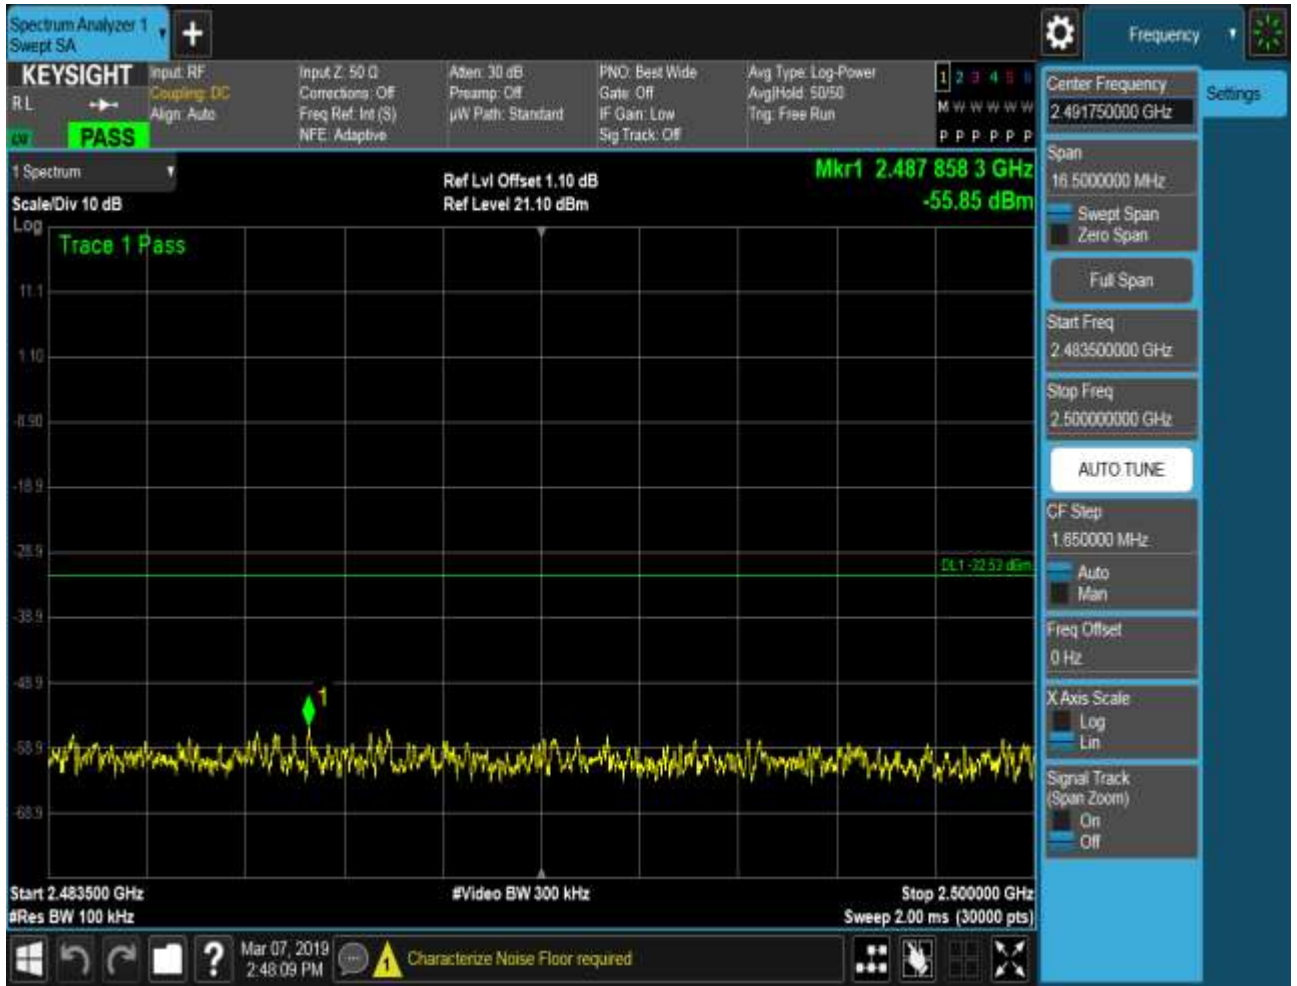 Spectrum Analyzer 1
Swept SA
+
Frequency
KEYSIGHT
R L
PASS
Input: RF
Coupling: DC
Align: Auto
Input Z: 50 Ω
Corrections: Off
Freq Ref: Int (S)
NFE: Adaptive
Atten: 30 dB
Preamp: Off
µW Path: Standard
PNO: Best Wide
Gate: Off
IF Gain: Low
Sig Track: Off
Avg Type: Log-Power
Avg|Hold: 50/50
Trig: Free Run
1 2 3 4 5 6
M W W W W W
P P P P P P
1 Spectrum
Scale/Div 10 dB
Log
Ref Lvl Offset 1.10 dB
Ref Level 21.10 dBm
Mkr1 2.487 858 3 GHz
-55.85 dBm
Trace 1 Pass
11.1
1.10
-8.90
-18.9
-28.9
DL1 -32.53 dBm
-38.9
-48.9
1
-58.9
-68.9
Start 2.483500 GHz
#Video BW 300 kHz
Stop 2.500000 GHz
#Res BW 100 kHz
Sweep 2.00 ms (30000 pts)
Center Frequency
2.491750000 GHz
Settings
Span
16.5000000 MHz
Swept Span
Zero Span
Full Span
Start Freq
2.483500000 GHz
Stop Freq
2.500000000 GHz
AUTO TUNE
CF Step
1.650000 MHz
Auto
Man
Freq Offset
0 Hz
X Axis Scale
Log
Lin
Signal Track
(Span Zoom)
On
Off
?
Mar 07, 2019
2:48:09 PM
1
Characterize Noise Floor required